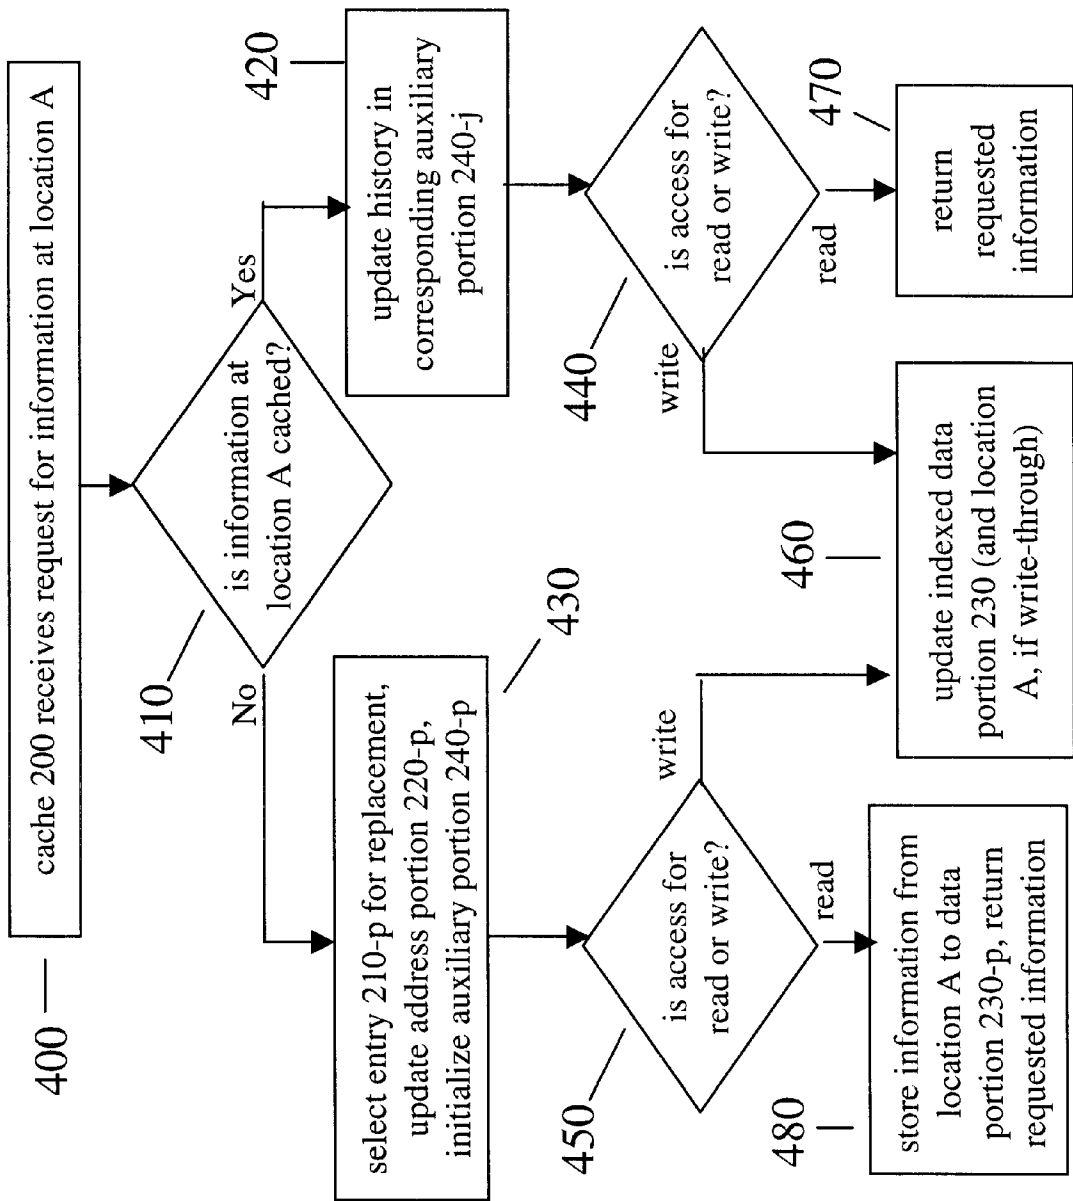 400
cache 200 receives request for information at location A
410
is information at
location A cached?
No
Yes
420
update history in
corresponding auxiliary
portion 240-j
430
select entry 210-p for replacement,
update address portion 220-p,
initialize auxiliary portion 240-p
440
is access for
read or write?
write
read
450
is access for
read or write?
write
read
460
update indexed data
portion 230 (and location
A, if write-through)
470
return
requested
information
480
store information from
location A to data
portion 230-p, return
requested information